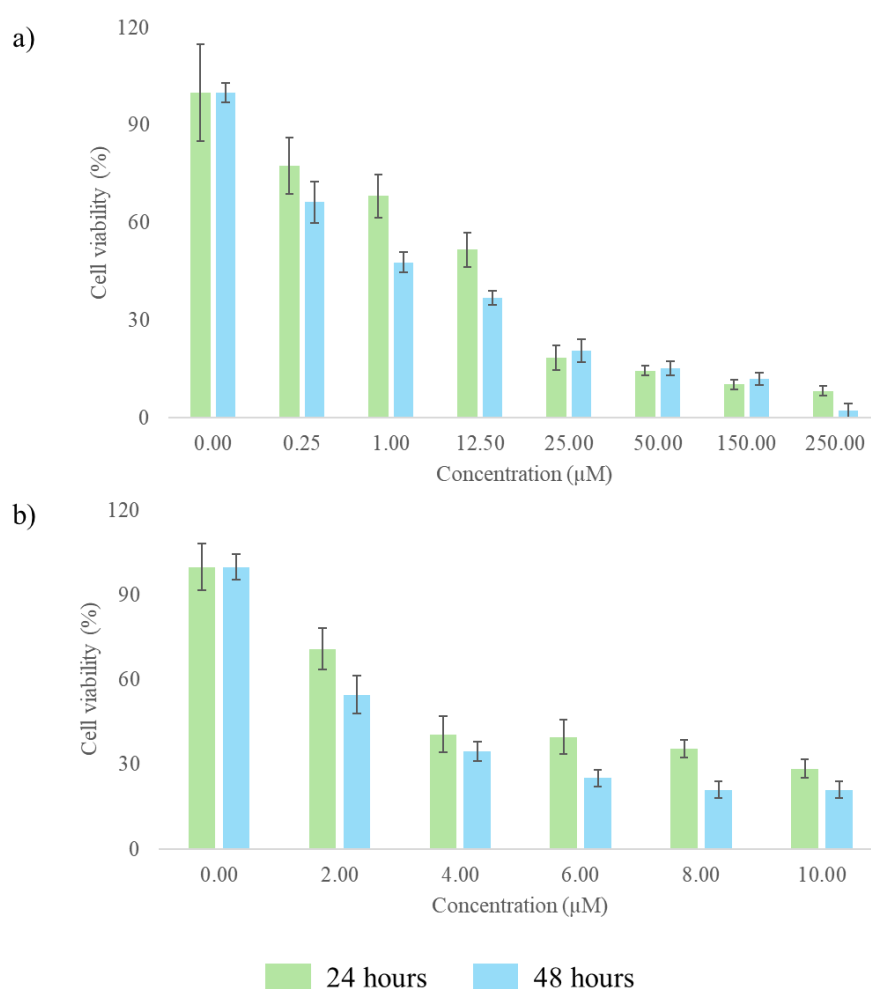 a)
120
90
60
30
0
Cell viability (%)
0.00 0.25 1.00 12.50 25.00 50.00 150.00 250.00
Concentration (µM)
b)
120
90
60
30
0
Cell viability (%)
0.00 2.00 4.00 6.00 8.00 10.00
Concentration (µM)
24 hours 48 hours